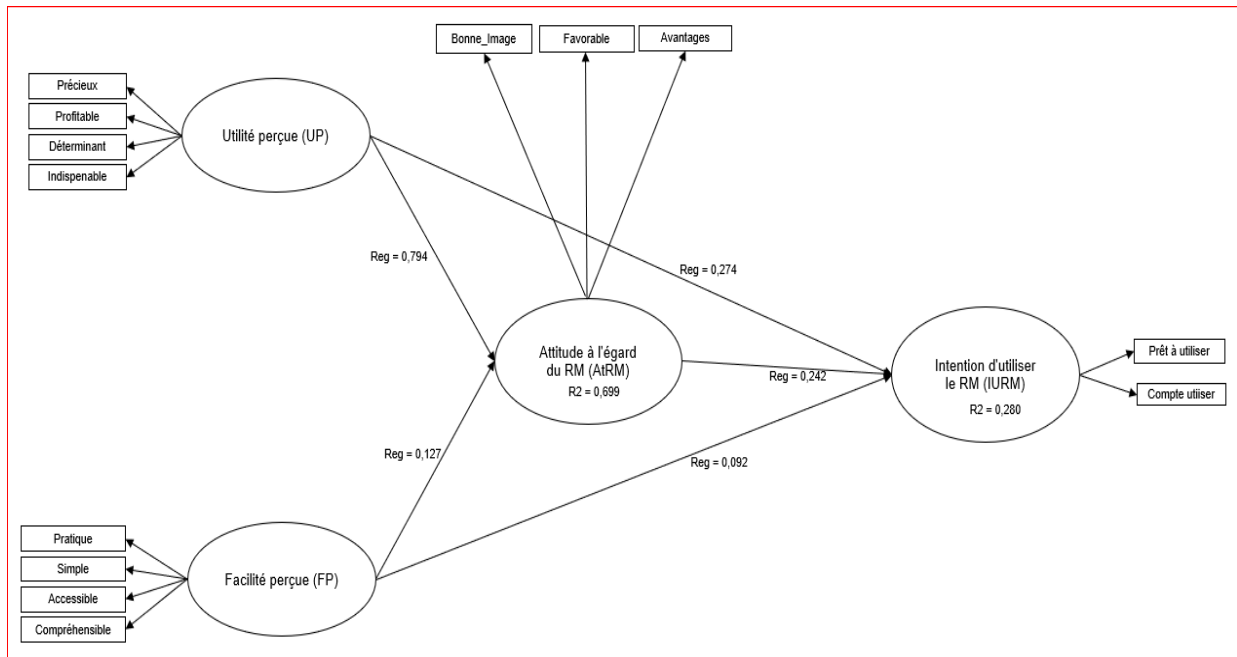 Bonne_Image
Favorable
Avantages
Précieux
Profitable
Déterminant
Indispenable
Utilité perçue (UP)
Reg = 0,794
Reg = 0,274
Attitude à l'égard
du RM (AtRM)
R2 = 0,699
Reg = 0,242
Intention d'utiliser
le RM (IURM)
R2 = 0,280
Prêt à utiliser
Compte utiiser
Reg = 0,127
Reg = 0,092
Pratique
Simple
Accessible
Compréhensible
Facilité perçue (FP)